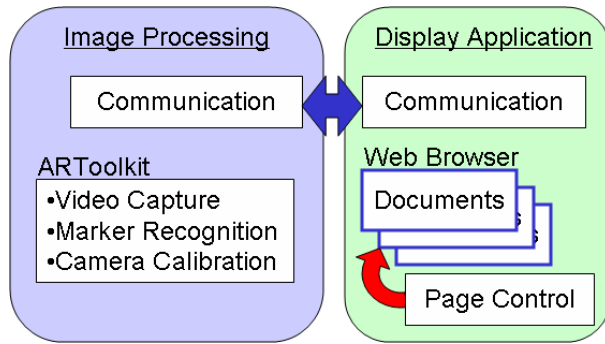 Image Processing
Communication
ARToolkit
•Video Capture
•Marker Recognition
•Camera Calibration
Display Application
Communication
Web Browser
Documents
s
s
Page Control